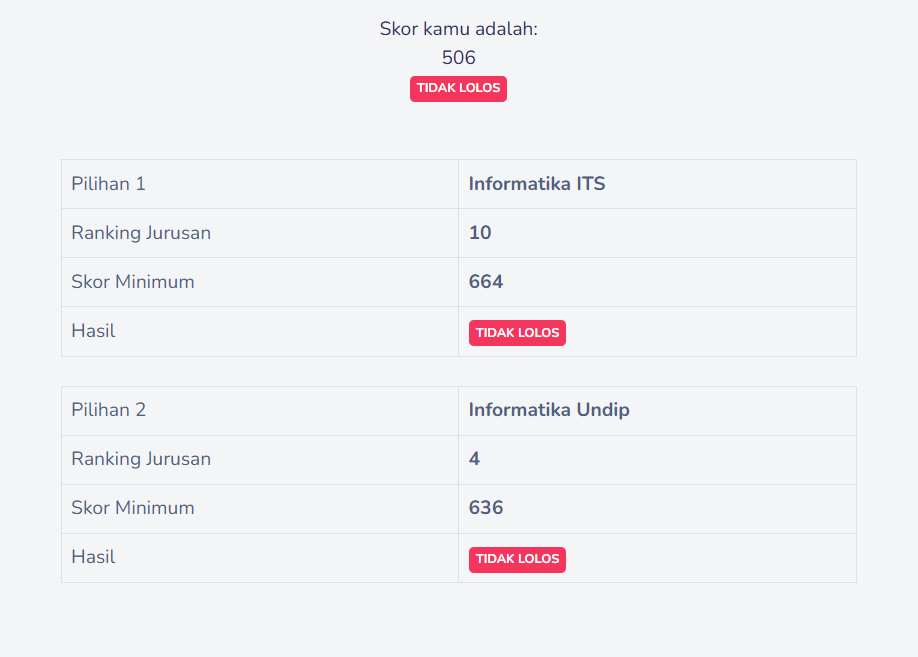 Skor kamu adalah:
506
TIDAK LOLOS
Pilihan 1 Informatika ITS
Ranking Jurusan 10
Skor Minimum 664
Hasil TIDAK LOLOS
Pilihan 2 Informatika Undip
Ranking Jurusan 4
Skor Minimum 636
Hasil TIDAK LOLOS